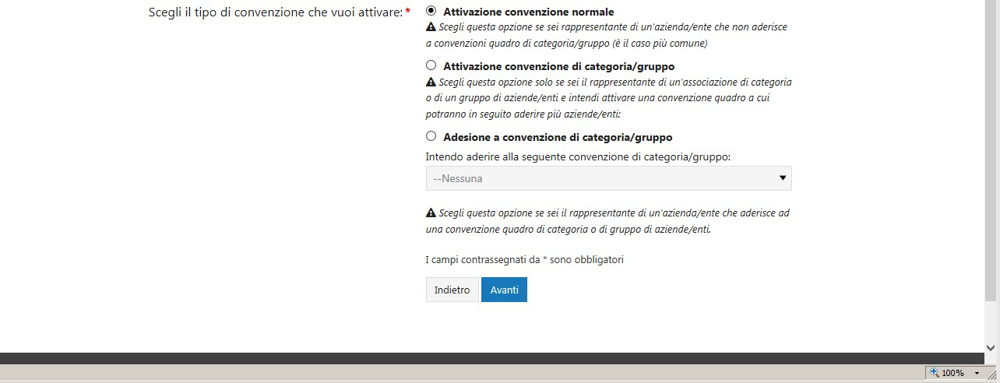 Scegli il tipo di convenzione che vuoi attivare: *
Attivazione convenzione normale
Scegli questa opzione se sei rappresentante di un'azienda/ente che non aderisce
a convenzioni quadro di categoria/gruppo (è il caso più comune)
Attivazione convenzione di categoria/gruppo
Scegli questa opzione solo se sei il rappresentante di un'associazione di categoria
o di un gruppo di aziende/enti e intendi attivare una convenzione quadro a cui
potranno in seguito aderire più aziende/enti:
Adesione a convenzione di categoria/gruppo
Intendo aderire alla seguente convenzione di categoria/gruppo:
--Nessuna
Scegli questa opzione se sei il rappresentante di un'azienda/ente che aderisce ad
una convenzione quadro di categoria o di gruppo di aziende/enti.
I campi contrassegnati da * sono obbligatori
Indietro Avanti
100%